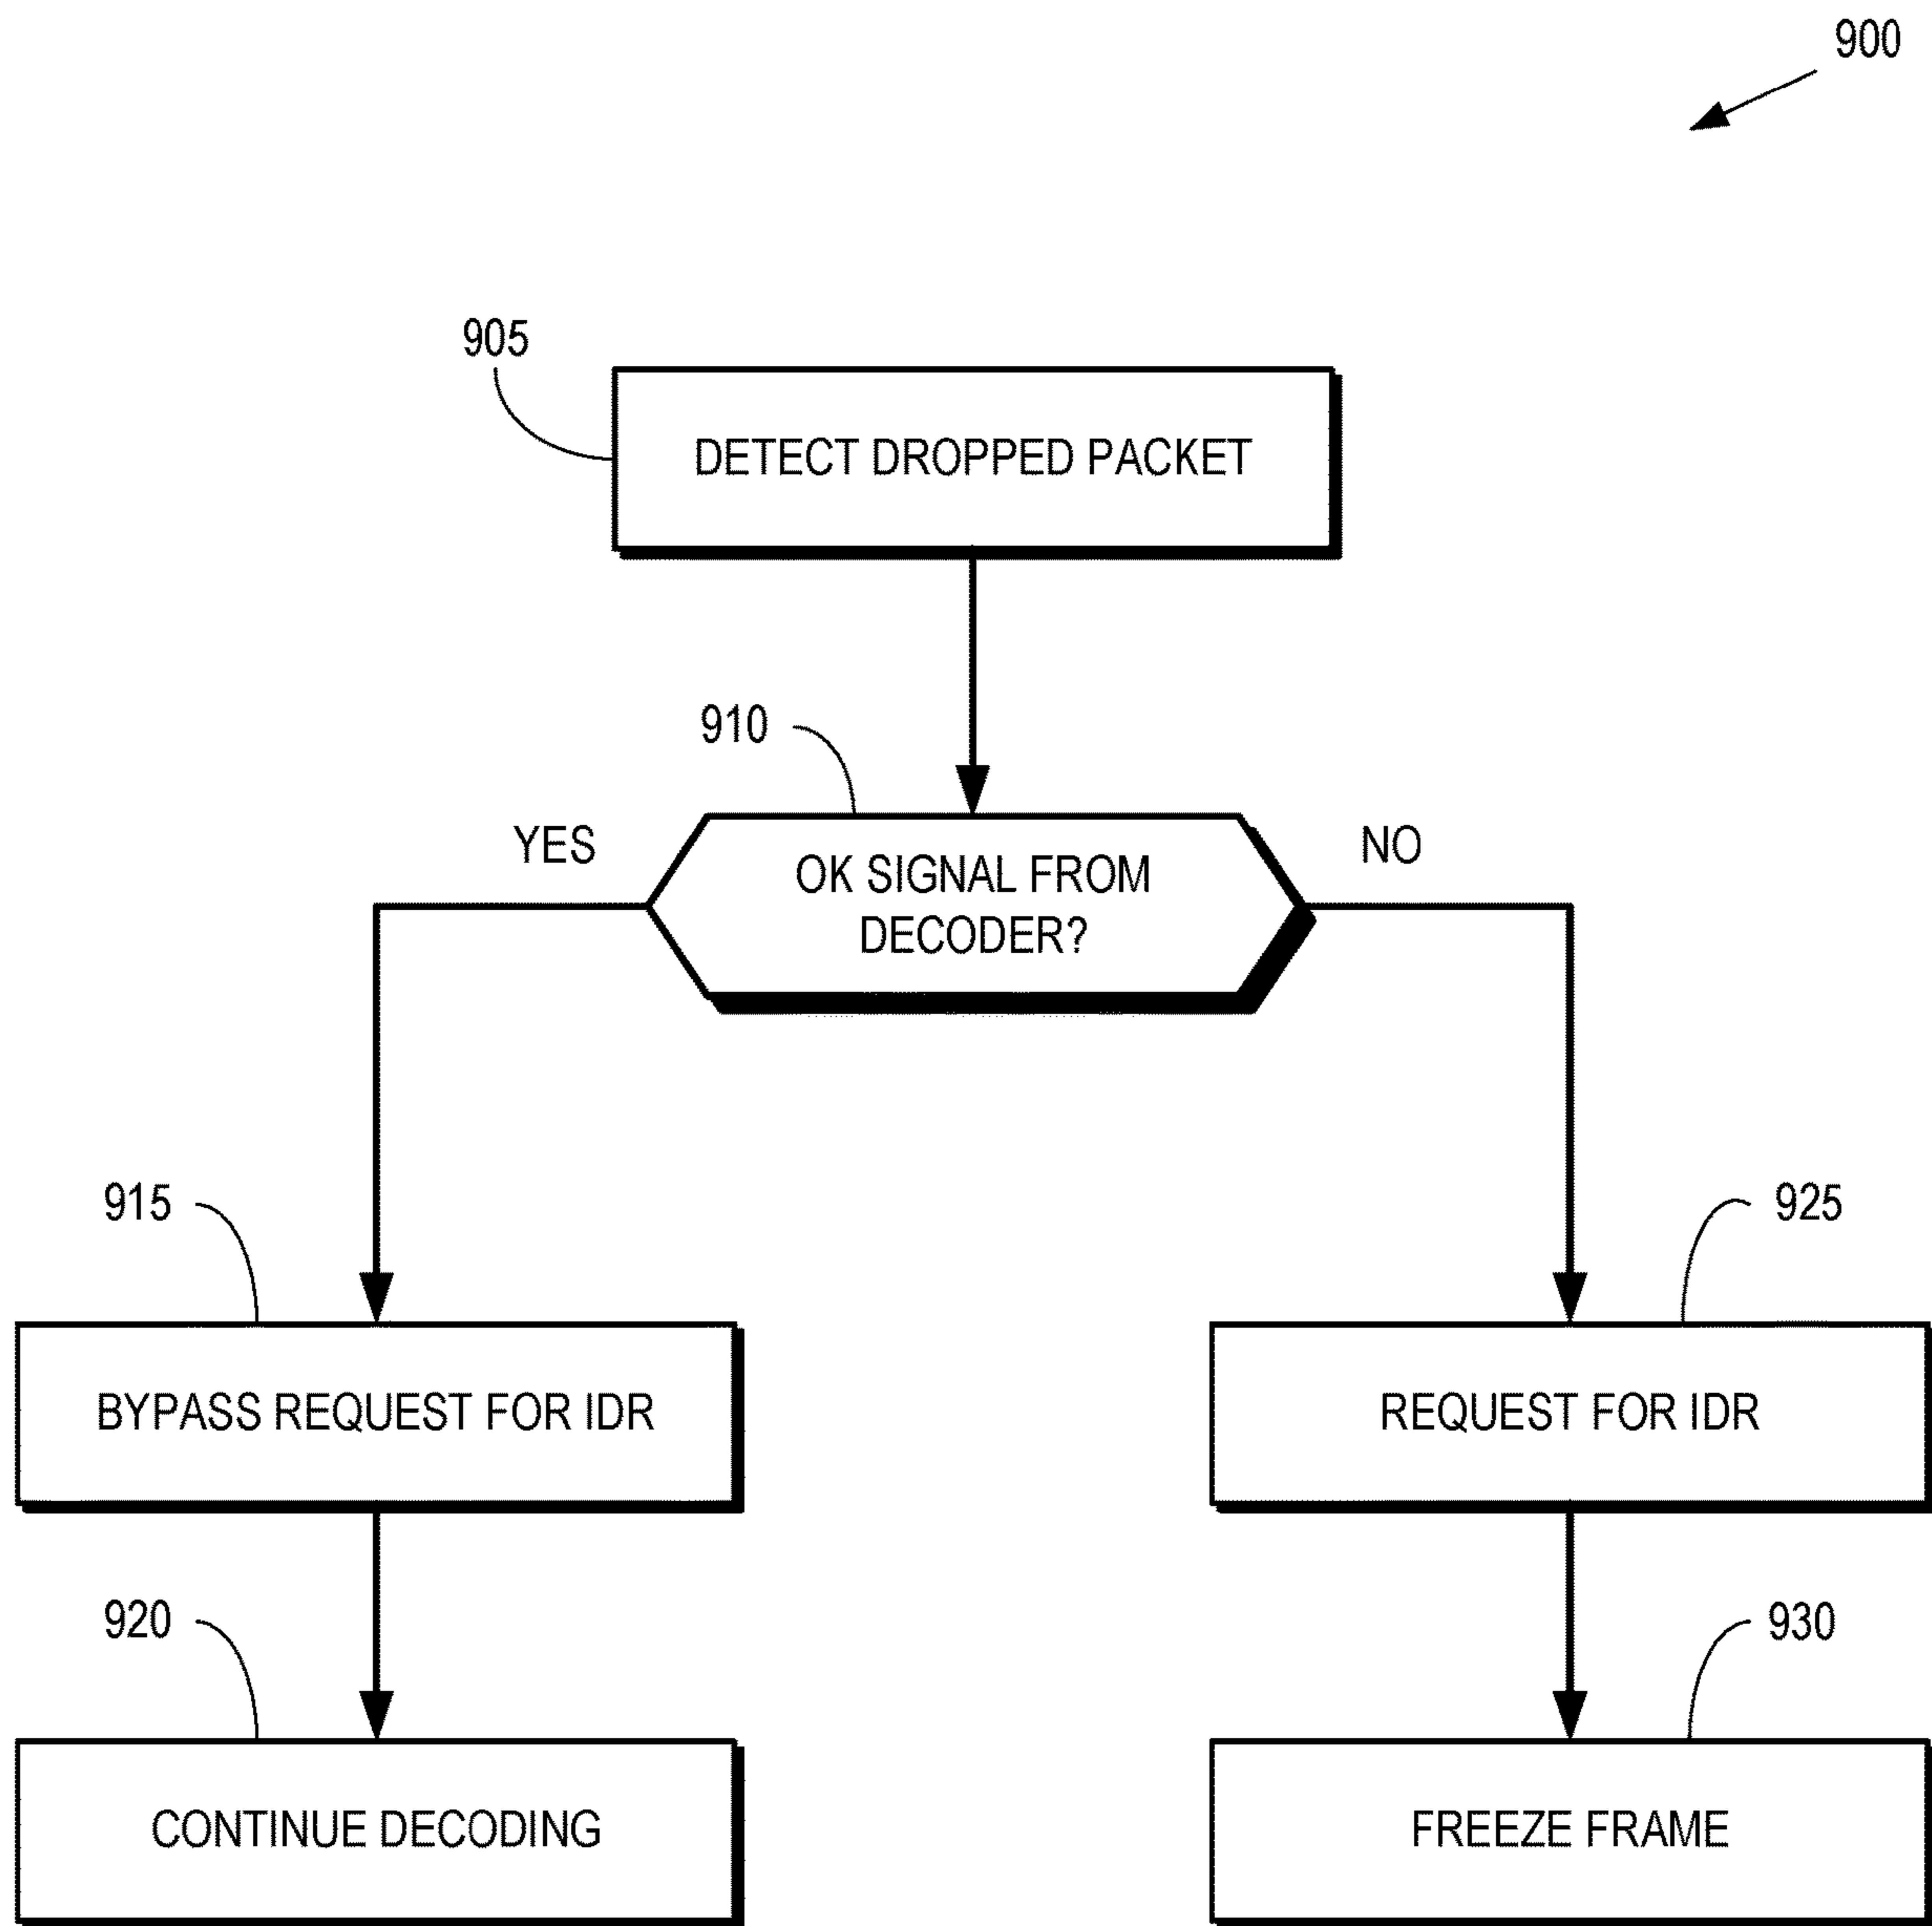 900
905
DETECT DROPPED PACKET
910
YES
OK SIGNAL FROM
DECODER?
NO
915
925
BYPASS REQUEST FOR IDR
REQUEST FOR IDR
920
930
CONTINUE DECODING
FREEZE FRAME